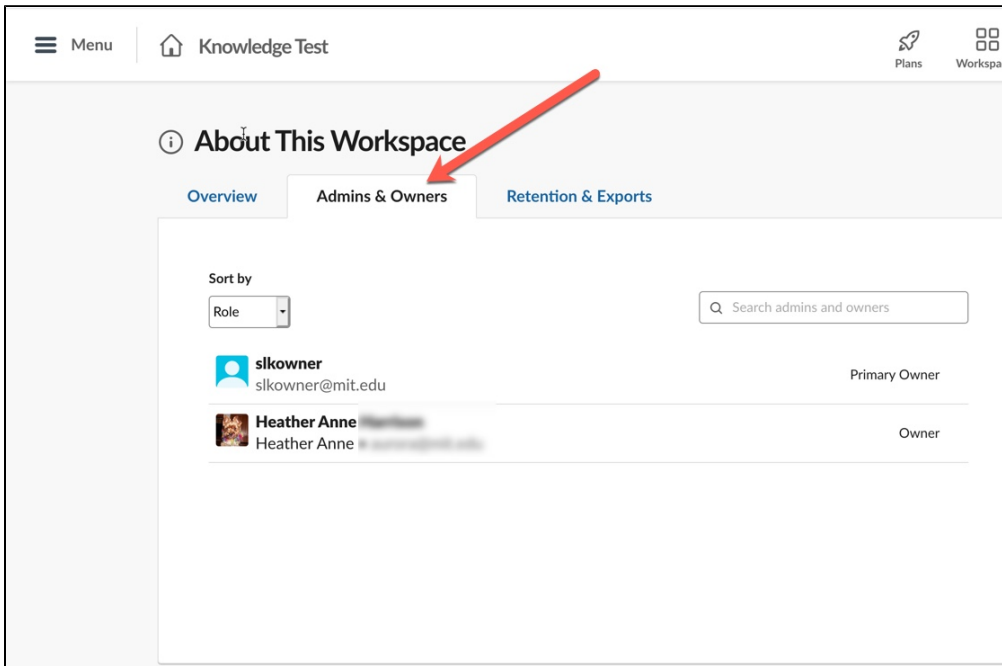 Menu
Knowledge Test
Plans
Workspa
About This Workspace
Overview
Admins & Owners
Retention & Exports
Sort by
Role
Search admins and owners
slkowner
slkowner@mit.edu
Primary Owner
Heather Anne
Heather Anne •
Owner